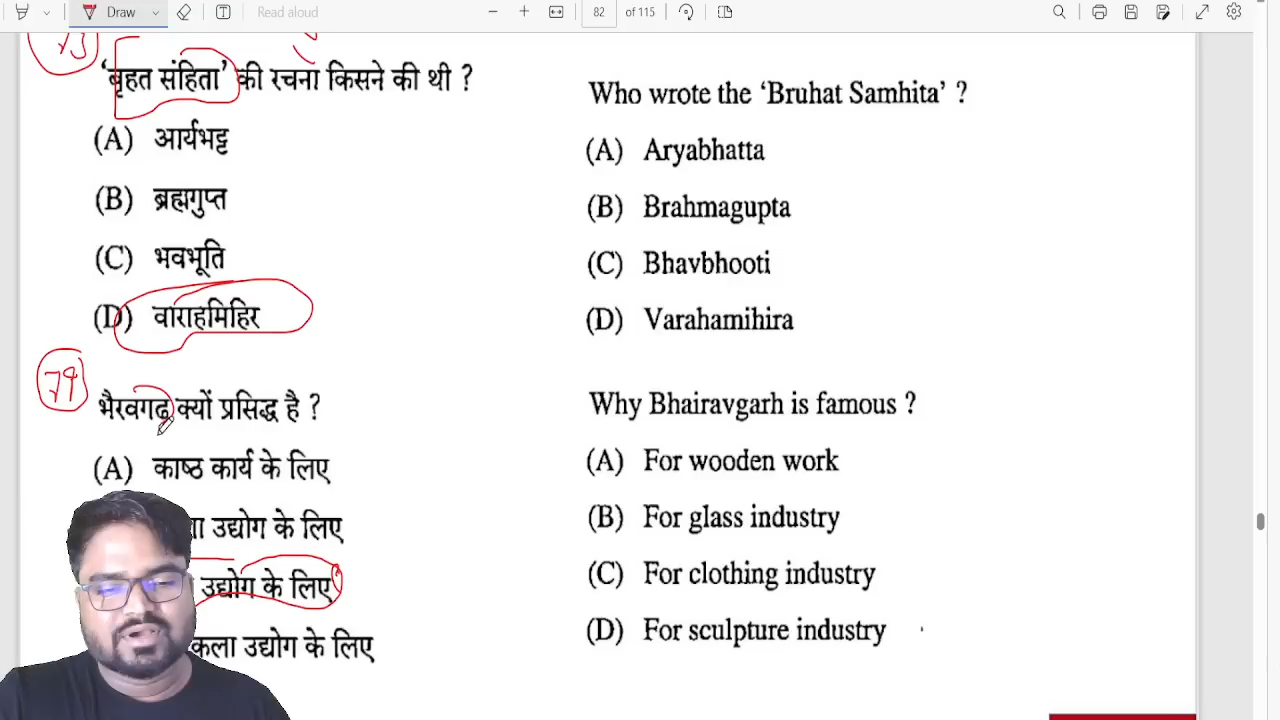 Draw
Read aloud
82 of 115
73
'बृहत संहिता' की रचना किसने की थी ?
(A) आर्यभट्ट
(B) ब्रह्मगुप्त
(C) भवभूति
(D) वाराहमिहिर
Who wrote the 'Bruhat Samhita' ?
(A) Aryabhatta
(B) Brahmagupta
(C) Bhavbhooti
(D) Varahamihira
भैरवगढ़ क्यों प्रसिद्ध है ?
(A) काष्ठ कार्य के लिए
उद्योग के लिए
उद्योग के लिए
कला उद्योग के लिए
Why Bhairavgarh is famous ?
(A) For wooden work
(B) For glass industry
(C) For clothing industry
(D) For sculpture industry